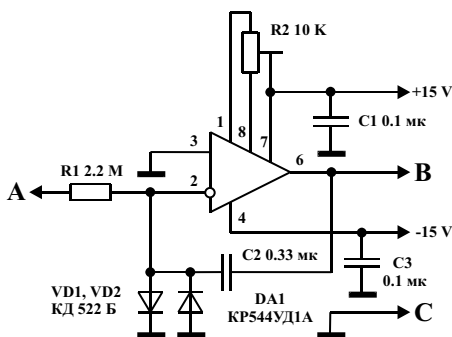 R2 10 K
1
8
7
+15 V
C1 0.1 мк
3
6
B
A
R1 2.2 М
2
4
-15 V
C2 0.33 мк
C3
0.1 мк
VD1, VD2
КД 522 Б
DA1
КР544УД1А
C